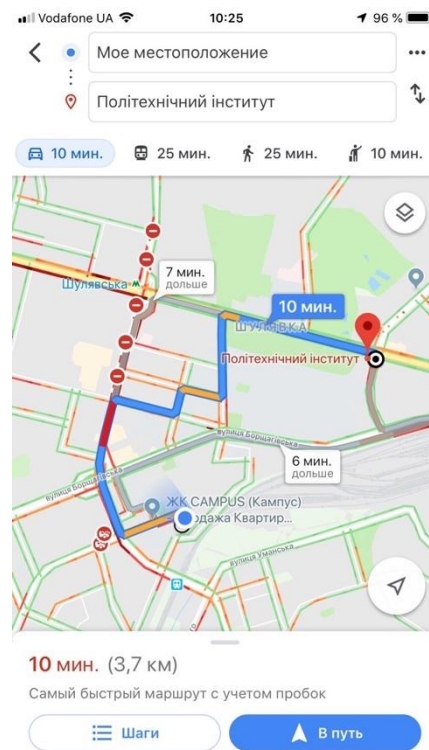 Vodafone UA
10:25
96 %
Мое местоположение
Політехнічний інститут
10 мин.
25 мин.
25 мин.
10 мин.
7 мин.
дольше
Шулявська
10 мин.
ШУЛЯВКА
Політехнічний інститут
вулиця Борщагівська
6 мин.
дольше
вулиця Борщагівська
ЖК CAMPUS (Кампус)
Квартир...
вулиця Уманська
10 мин. (3,7 км)
Самый быстрый маршрут с учетом пробок
Шаги
В путь